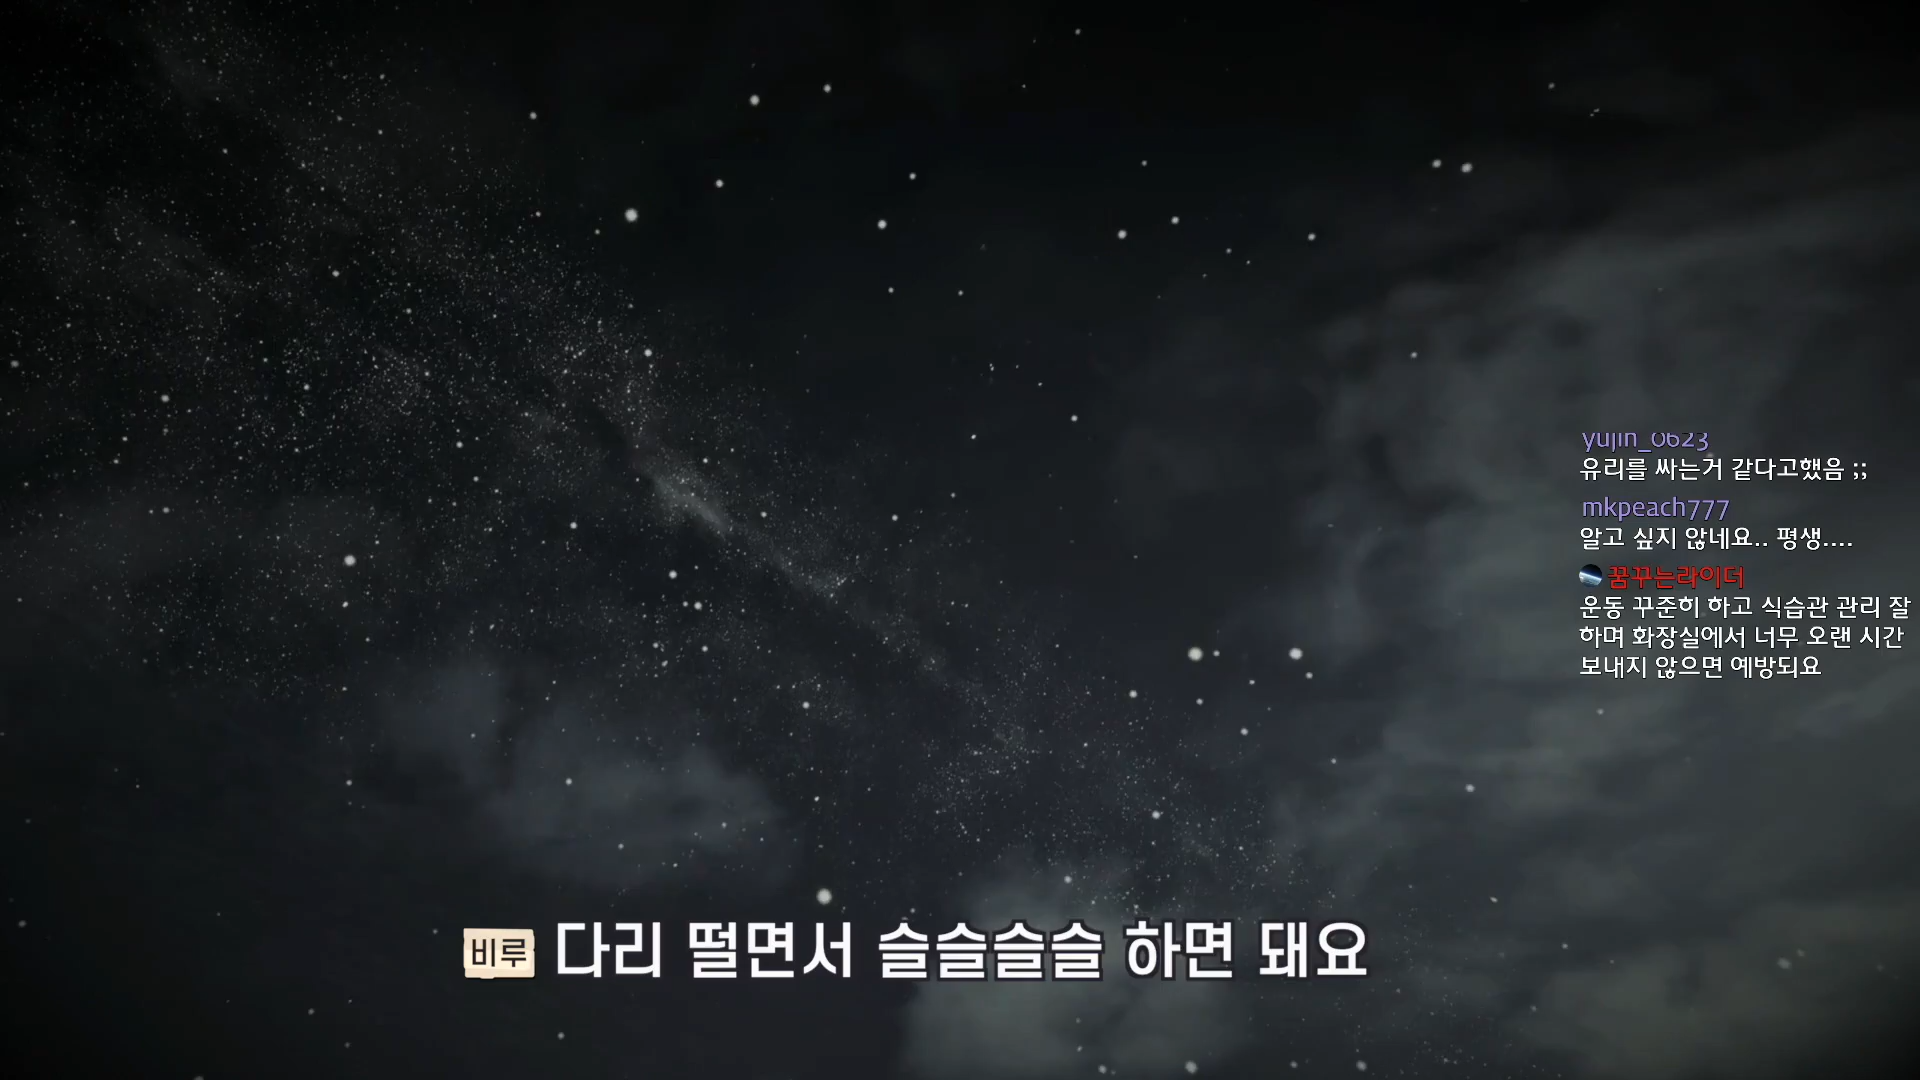 yujin_0623
유리를 싸는거 같다고했음 ;;
mkpeach777
알고 싶지 않네요.. 평생....
꿈꾸는라이더
운동 꾸준히 하고 식습관 관리 잘
하며 화장실에서 너무 오랜 시간
보내지 않으면 예방되요
비루 다리 떨면서 슬슬슬슬 하면 돼요